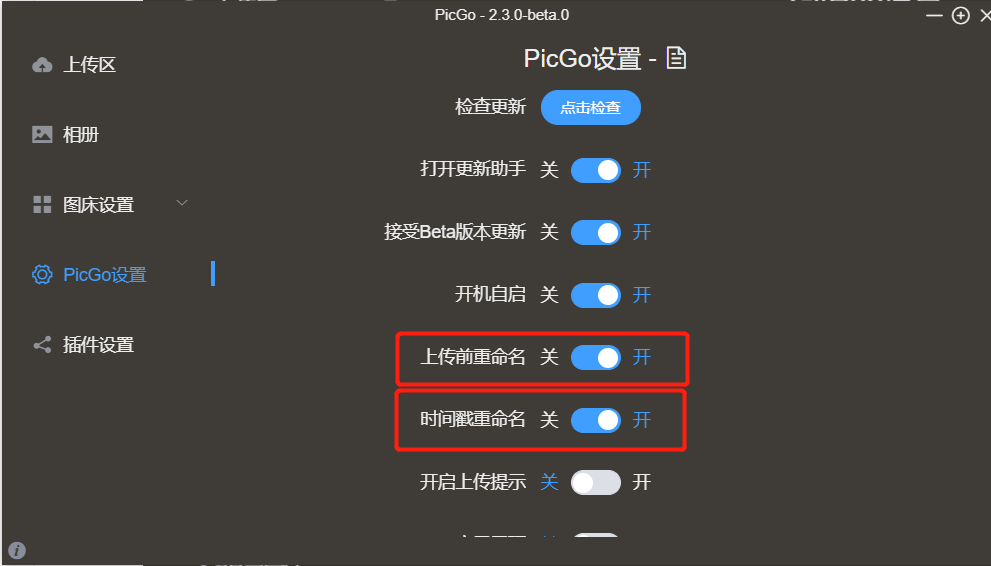 PicGo - 2.3.0-beta.0
上传区
相册
图床设置
PicGo设置
插件设置
PicGo设置 -
检查更新 点击检查
打开更新助手 关 开
接受Beta版本更新 关 开
开机自启 关 开
上传前重命名 关 开
时间戳重命名 关 开
开启上传提示 关 开